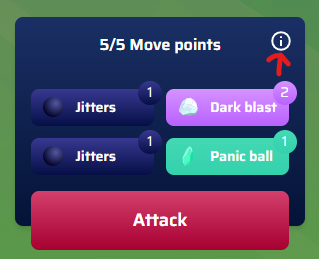 5/5 Move points
Jitters 1
Dark blast 2
Jitters 1
Panic ball 1
Attack